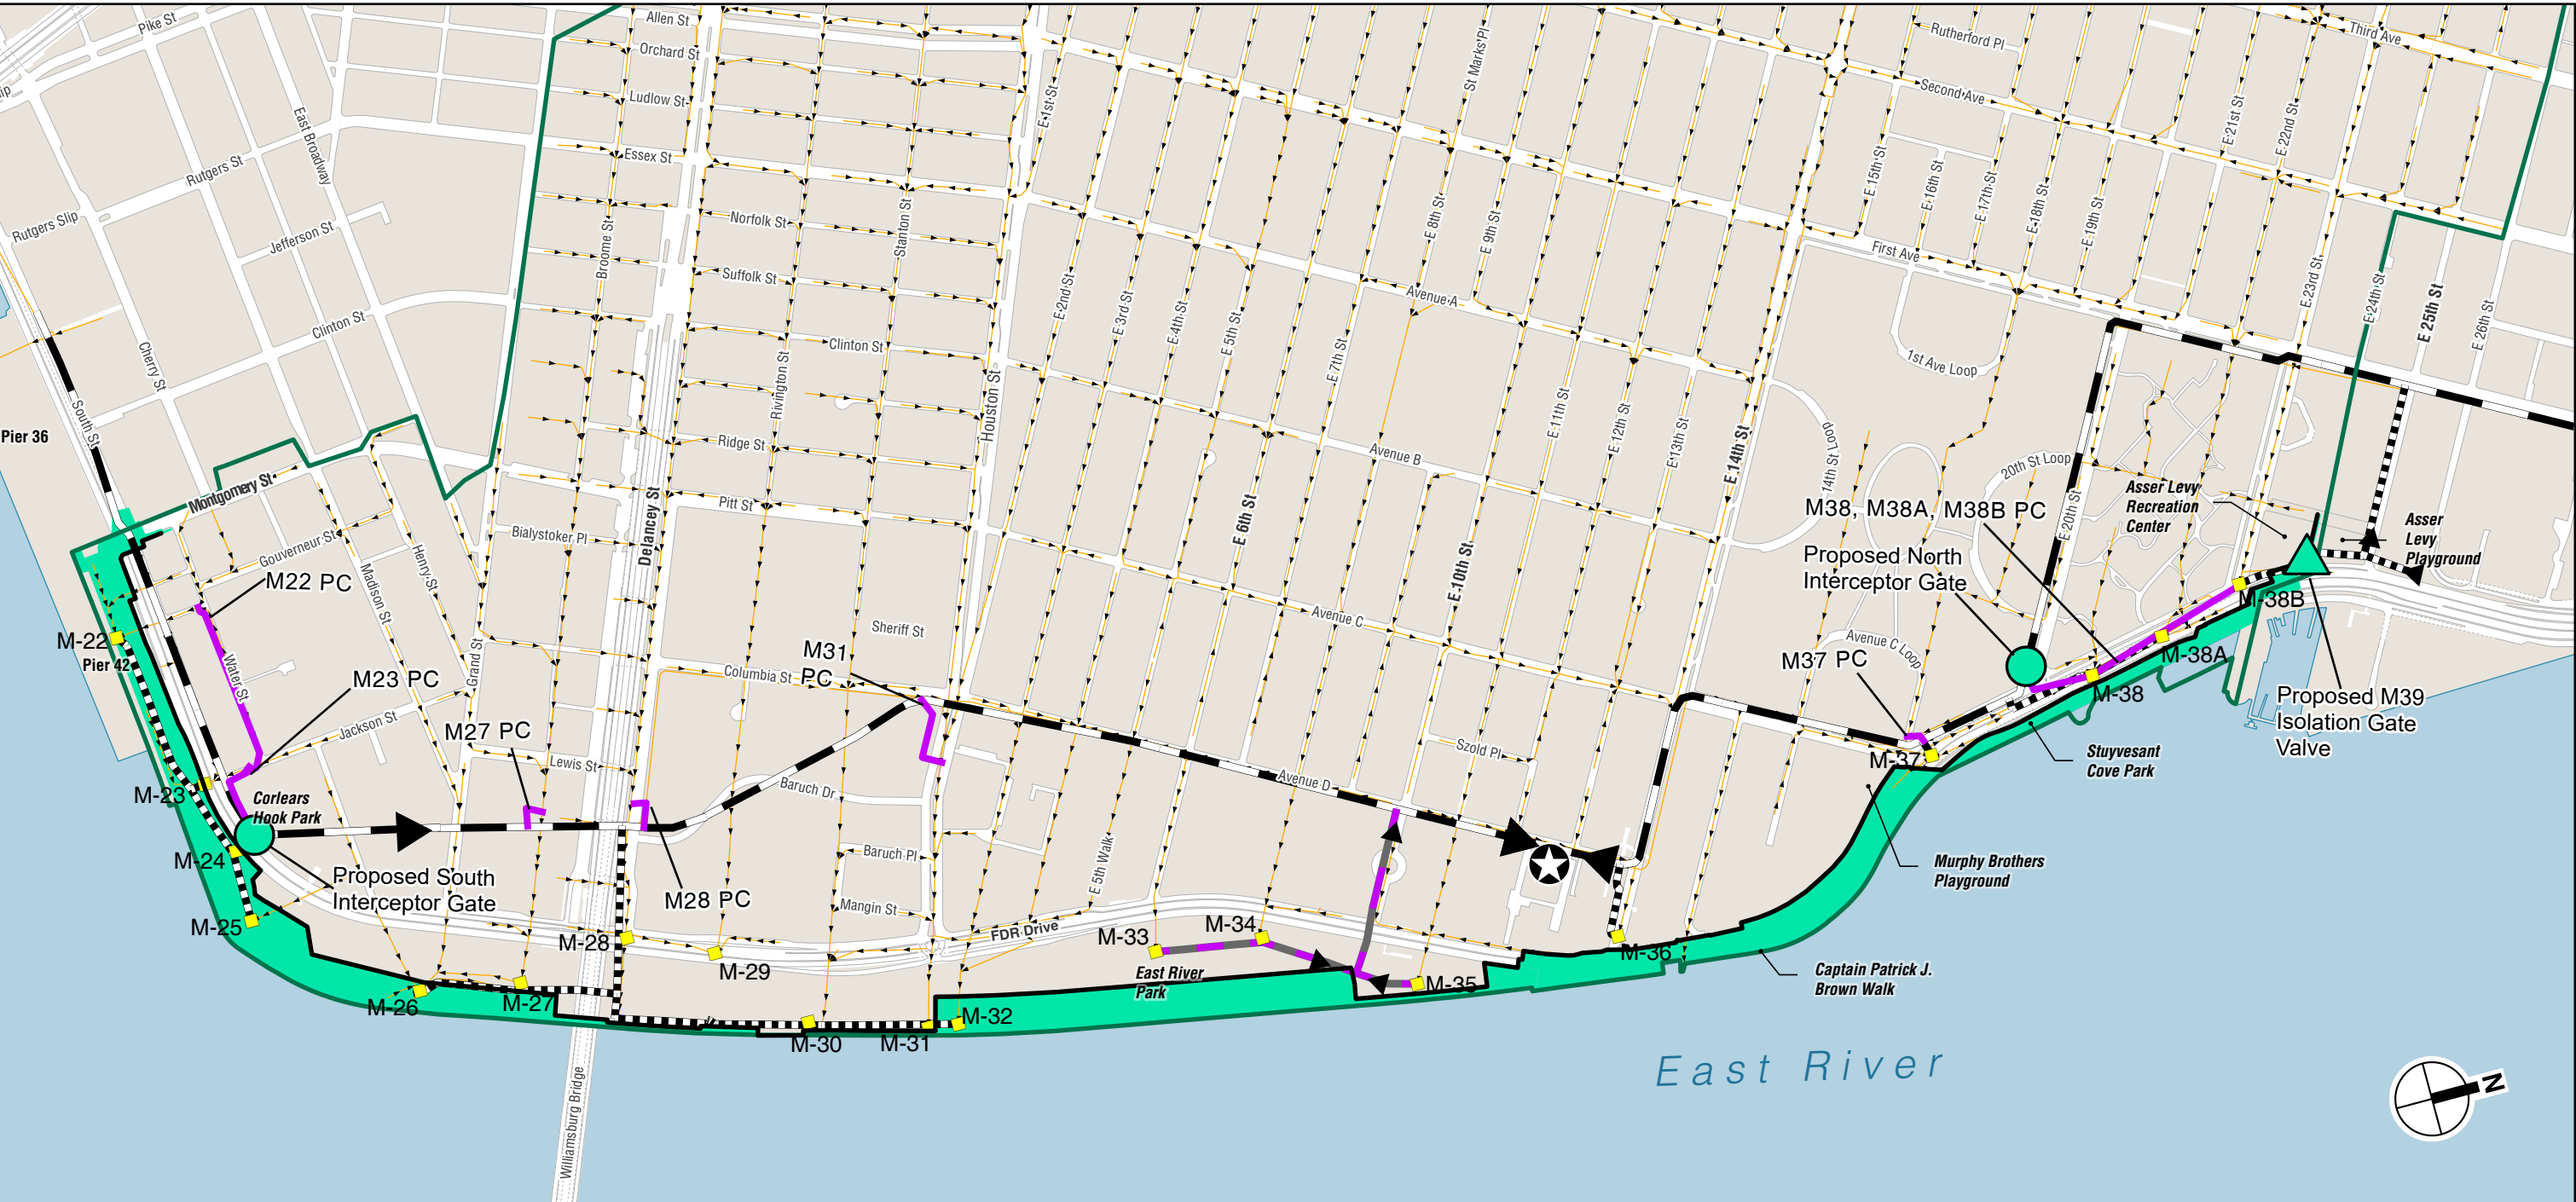 Pike St
Allen St
Orchard St
Ludlow St
Essex St
East Broadway
Rutgers St
Rutgers Slip
Jefferson St
Clinton St
Cherry St
South St
Pier 36
Norfolk St
Suffolk St
Broome St
Stanton St
Clinton St
Rivington St
Ridge St
Pitt St
Houston St
E 1st St
E 2nd St
E 3rd St
E 4th St
E 5th St
E 6th St
E 7th St
E 8th St
E 9th St
E 10th St
E 11th St
E 12th St
E 13th St
E 14th St
St Marks Pl
Avenue A
Avenue B
Avenue C
Avenue D
Rutherford Pl
Third Ave
Second Ave
First Ave
E 15th St
E 16th St
E 17th St
E 18th St
E 19th St
E 20th St
E 21st St
E 22nd St
E 23rd St
E 24th St
E 25th St
E 26th St
1st Ave Loop
14th St Loop
20th St Loop
Avenue C Loop
Asser Levy
Recreation
Center
Asser
Levy
Playground
M38, M38A, M38B PC
Proposed North
Interceptor Gate
M37 PC
M-37
M-38
M-38A
M-38B
Proposed M39
Isolation Gate
Valve
Stuyvesant
Cove Park
Murphy Brothers
Playground
Captain Patrick J.
Brown Walk
Montgomery St
Gouverneur St
Henry St
Madison St
Water St
Jackson St
Grand St
Bialystoker Pl
Delancey St
Sheriff St
Columbia St
Lewis St
Baruch Dr
Baruch Pl
Mangin St
E 5th Walk
Szold Pl
FDR Drive
M22 PC
M23 PC
M27 PC
M28 PC
M31
PC
M-22
Pier 42
M-23
Corlears
Hook Park
M-24
Proposed South
Interceptor Gate
M-25
M-26
M-27
M-28
M-29
M-30
M-31
M-32
M-33
M-34
M-35
M-36
East River
Park
Williamsburg Bridge
East River
N